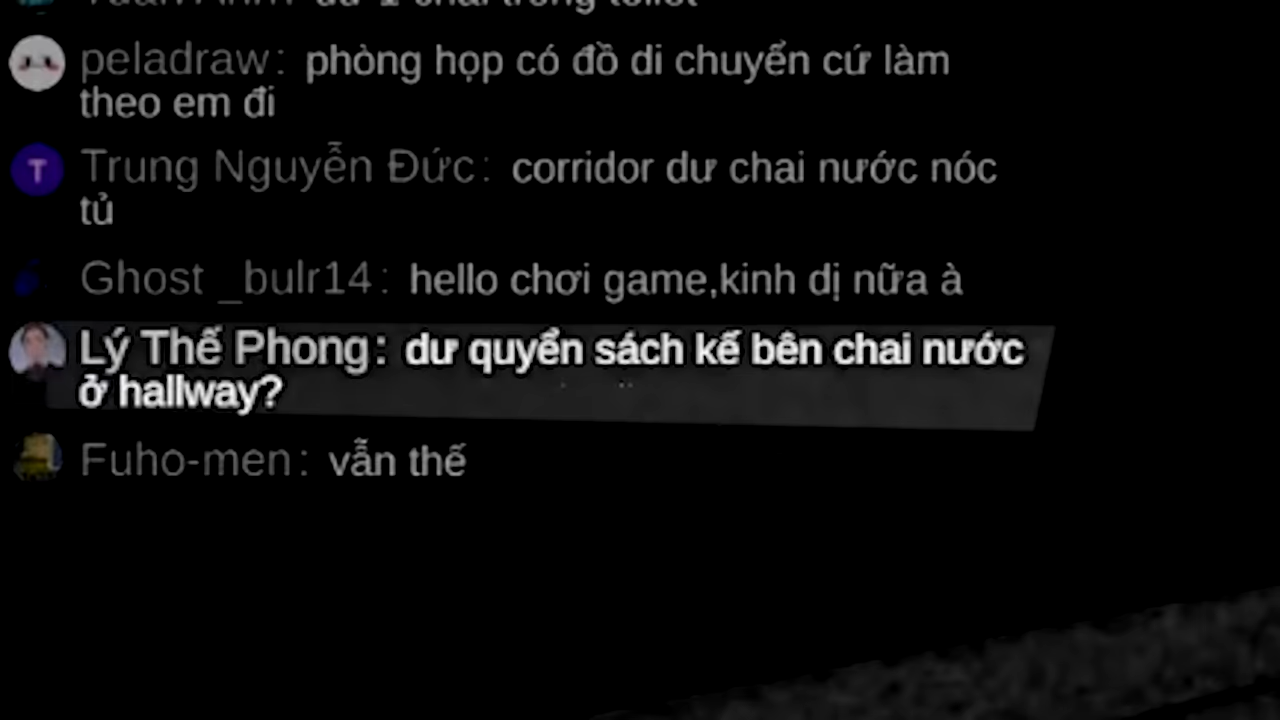 peladraw: phòng họp có đồ di chuyển cứ làm
theo em đi
T
Trung Nguyễn Đức: corridor dư chai nước nóc
tủ
Ghost _bulr14: hello chơi game,kinh dị nữa à
Lý Thế Phong: dư quyển sách kế bên chai nước
ở hallway?
Fuho-men: vẫn thế